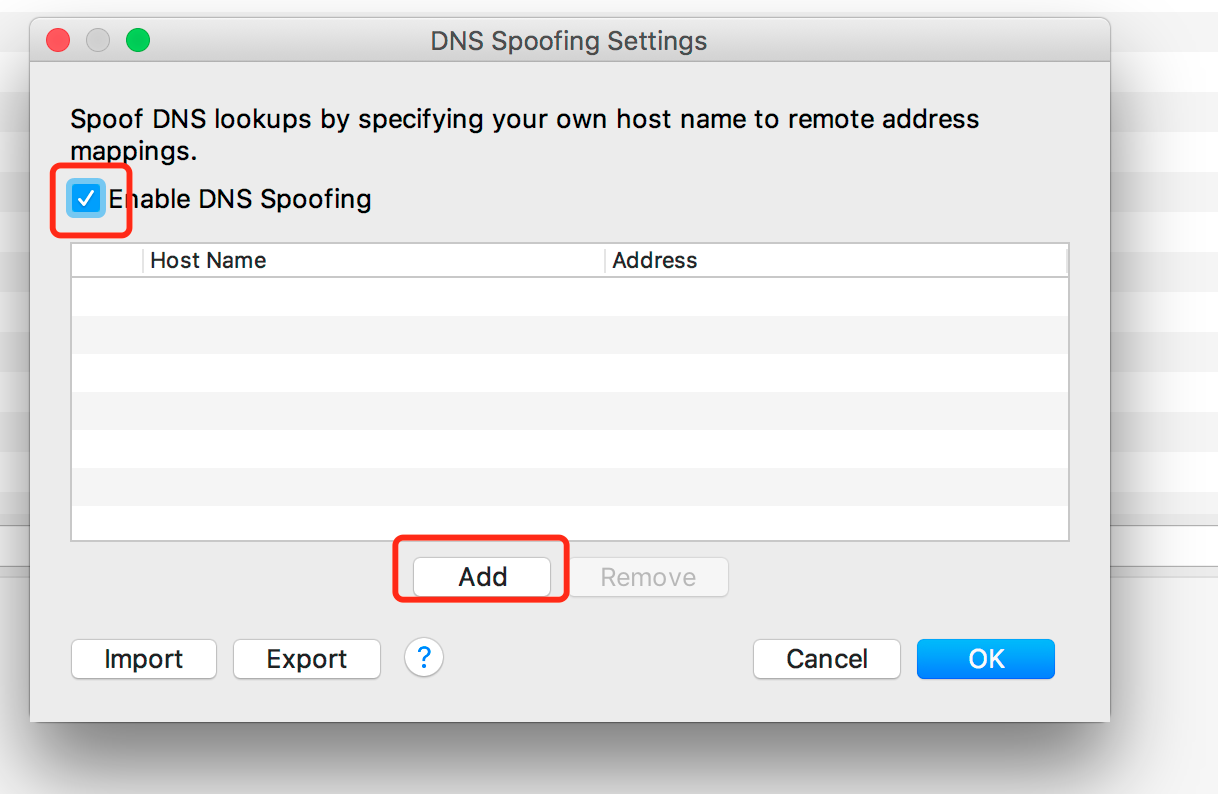 DNS Spoofing Settings
Spoof DNS lookups by specifying your own host name to remote address
mappings.
Enable DNS Spoofing
Host Name Address
Add Remove
Import Export ? Cancel OK